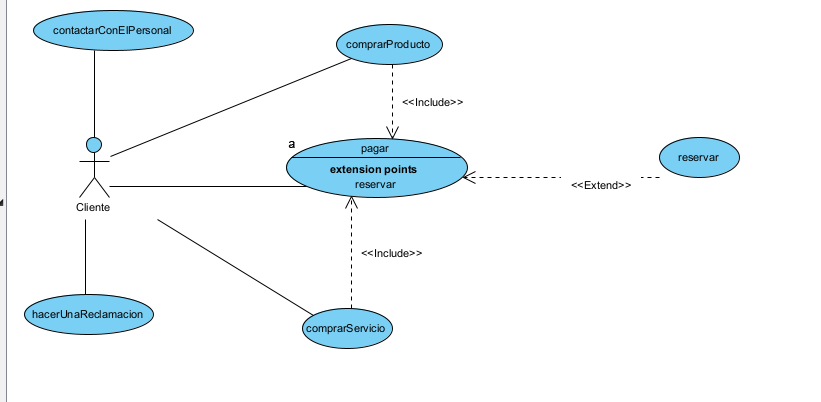 contactarConElPersonal
comprarProducto
<<Include>>
a
pagar
extension points
reservar
reservar
<<Extend>>
Cliente
<<Include>>
hacerUnaReclamacion
comprarServicio